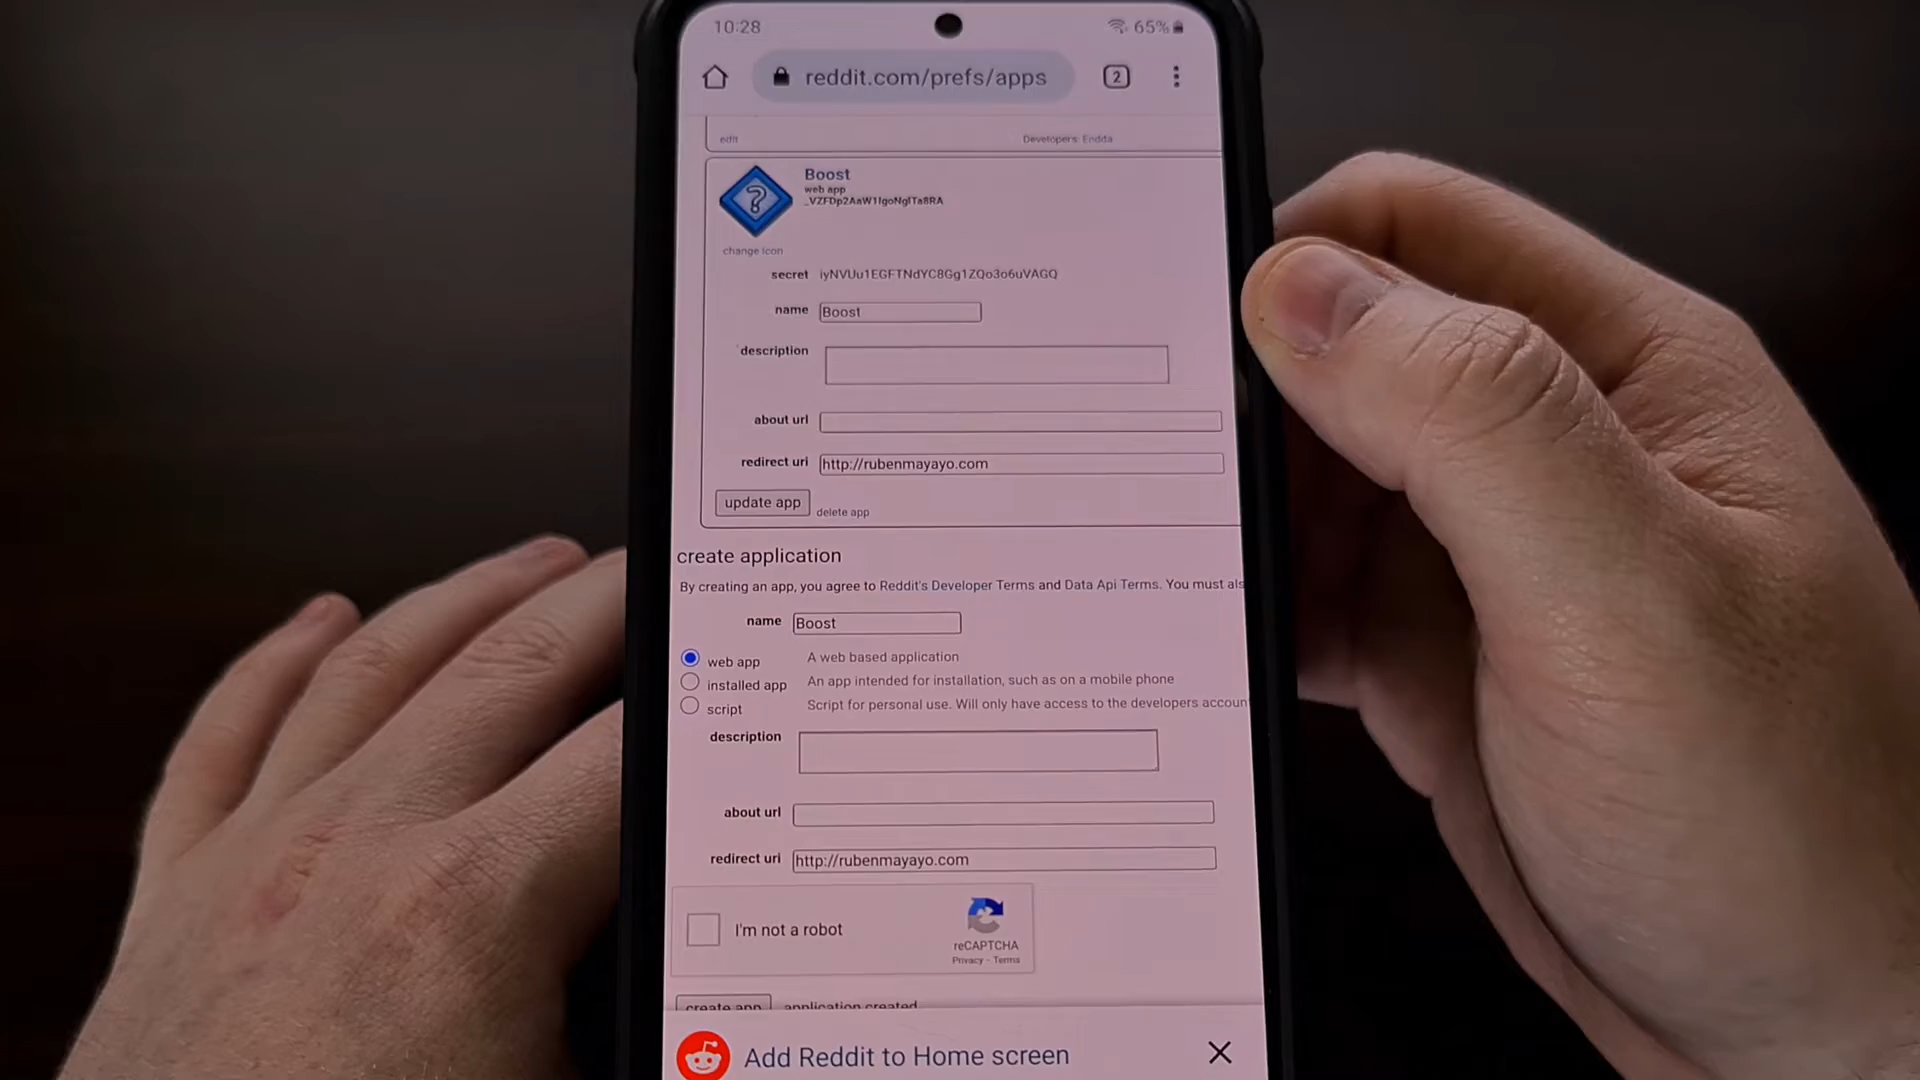 10:28
65%
reddit.com/prefs/apps
2
edit
Developers: Endda
Boost
web app
_VZFDp2AaW1IgoNglTa8RA
change icon
secret iyNVUu1EGFTNdYC8Gg1ZQo3o6uVAGQ
name Boost
description
about url
redirect uri http://rubenmayayo.com
update app delete app
create application
By creating an app, you agree to Reddit's Developer Terms and Data Api Terms. You must als
name Boost
web app A web based application
installed app An app intended for installation, such as on a mobile phone
script Script for personal use. Will only have access to the developers accoun
description
about url
redirect uri http://rubenmayayo.com
I'm not a robot
reCAPTCHA
Privacy - Terms
create app application created
Add Reddit to Home screen